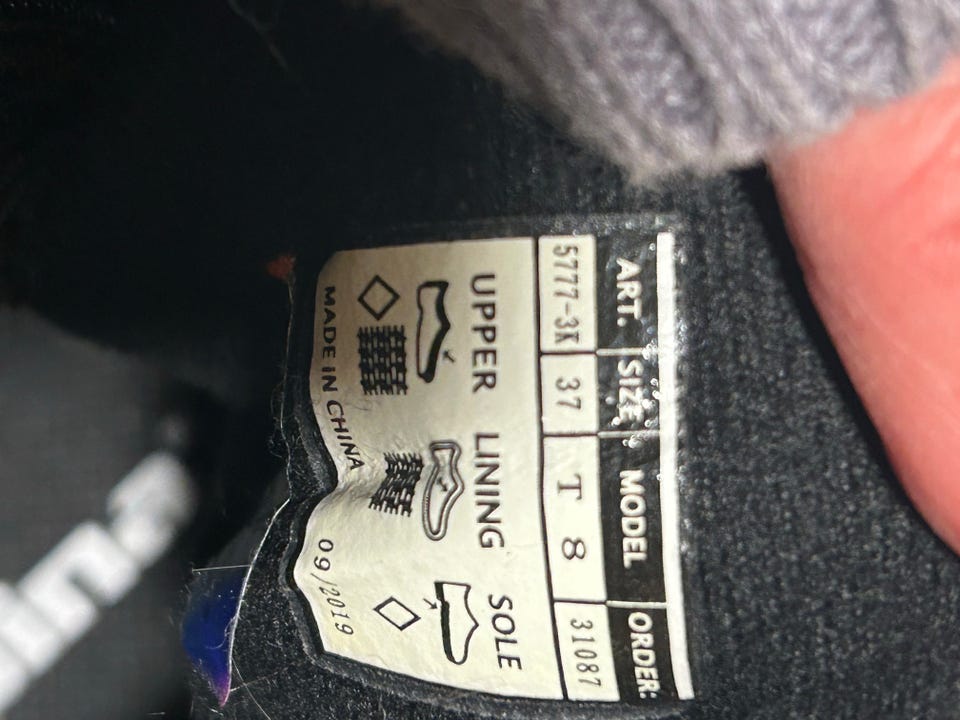 ART. SIZE MODEL ORDER:
5777-3K 37 T 8 31087
UPPER LINING SOLE
MADE IN CHINA 09/2019